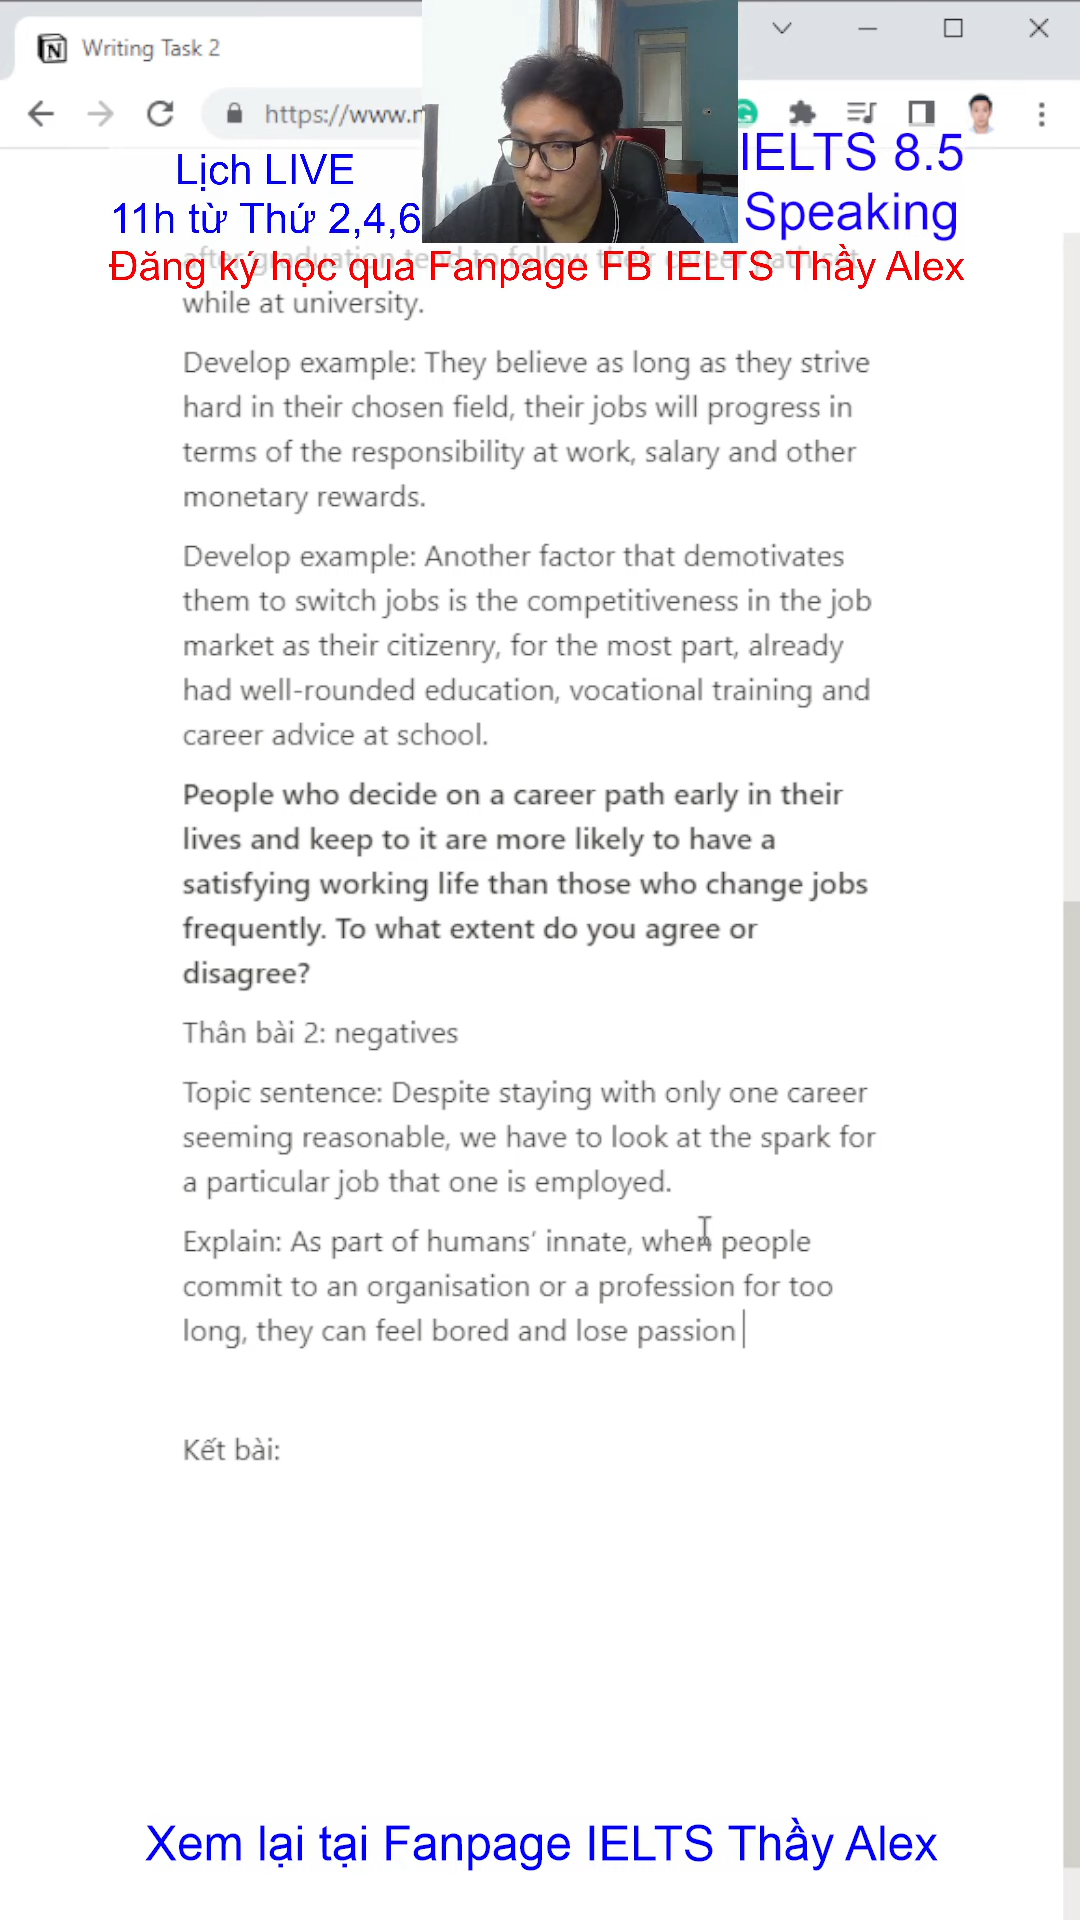 Writing Task 2
https://www.n
Lịch LIVE
IELTS 8.5
11h từ Thứ 2,4,6
Speaking
Đăng ký học qua Fanpage FB IELTS Thầy Alex
after graduation tend to follow their career path set
while at university.
Develop example: They believe as long as they strive
hard in their chosen field, their jobs will progress in
terms of the responsibility at work, salary and other
monetary rewards.
Develop example: Another factor that demotivates
them to switch jobs is the competitiveness in the job
market as their citizenry, for the most part, already
had well-rounded education, vocational training and
career advice at school.
People who decide on a career path early in their
lives and keep to it are more likely to have a
satisfying working life than those who change jobs
frequently. To what extent do you agree or
disagree?
Thân bài 2: negatives
Topic sentence: Despite staying with only one career
seeming reasonable, we have to look at the spark for
a particular job that one is employed.
Explain: As part of humans’ innate, when people
commit to an organisation or a profession for too
long, they can feel bored and lose passion
Kết bài:
Xem lại tại Fanpage IELTS Thầy Alex